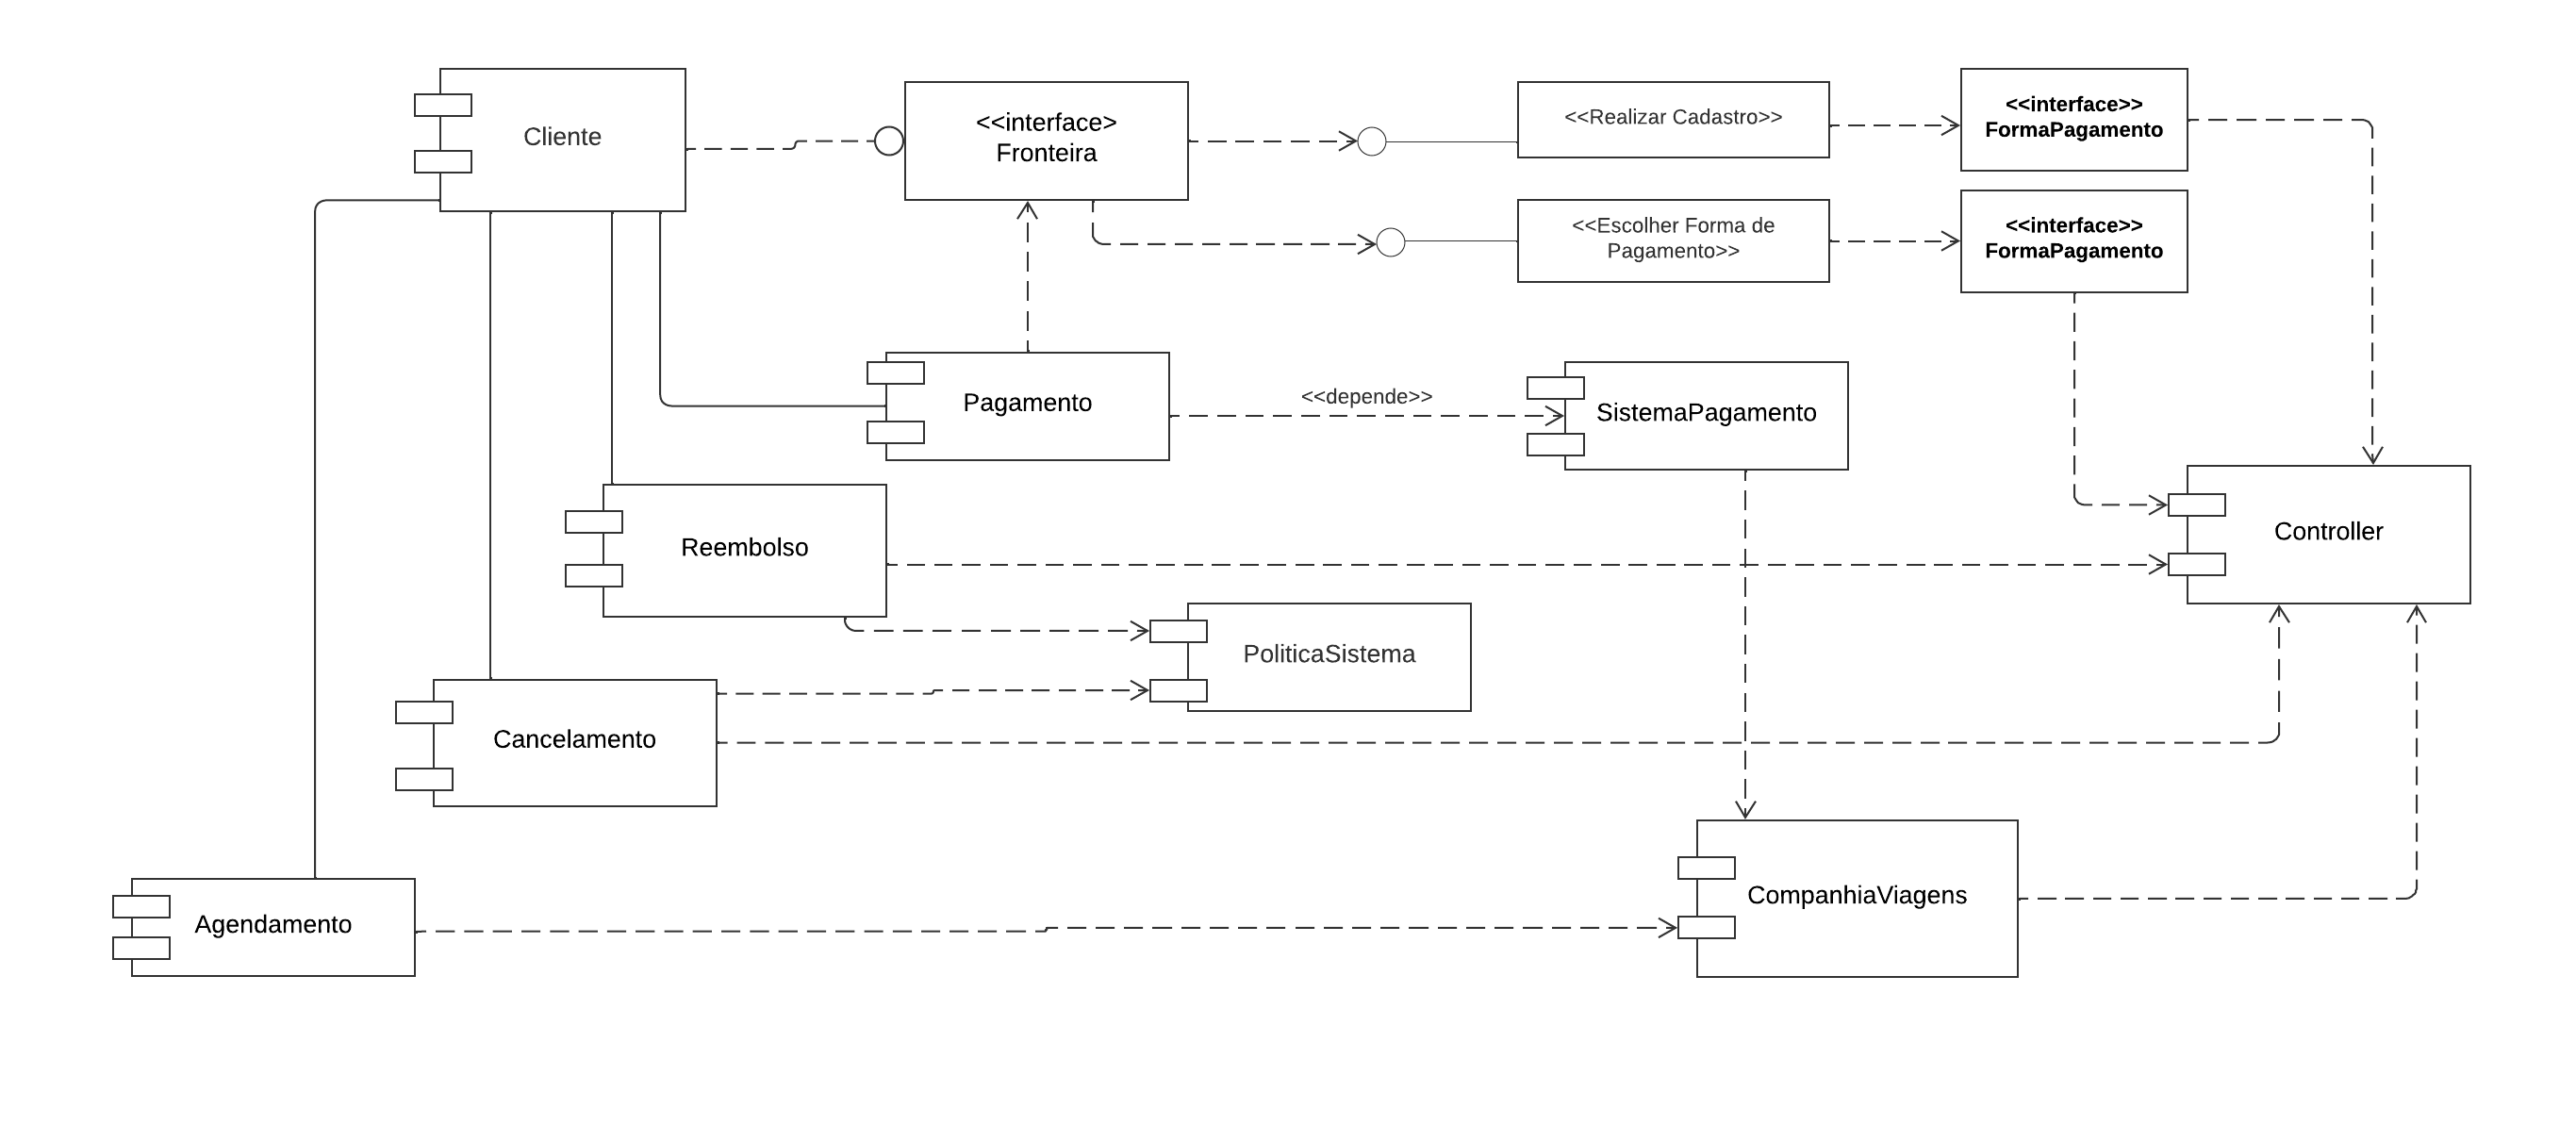 Cliente
<<interface>
Fronteira
<<Realizar Cadastro>>
<<interface>>
FormaPagamento
<<Escolher Forma de
Pagamento>>
<<interface>>
FormaPagamento
Pagamento
<<depende>>
SistemaPagamento
Reembolso
Controller
PoliticaSistema
Cancelamento
CompanhiaViagens
Agendamento